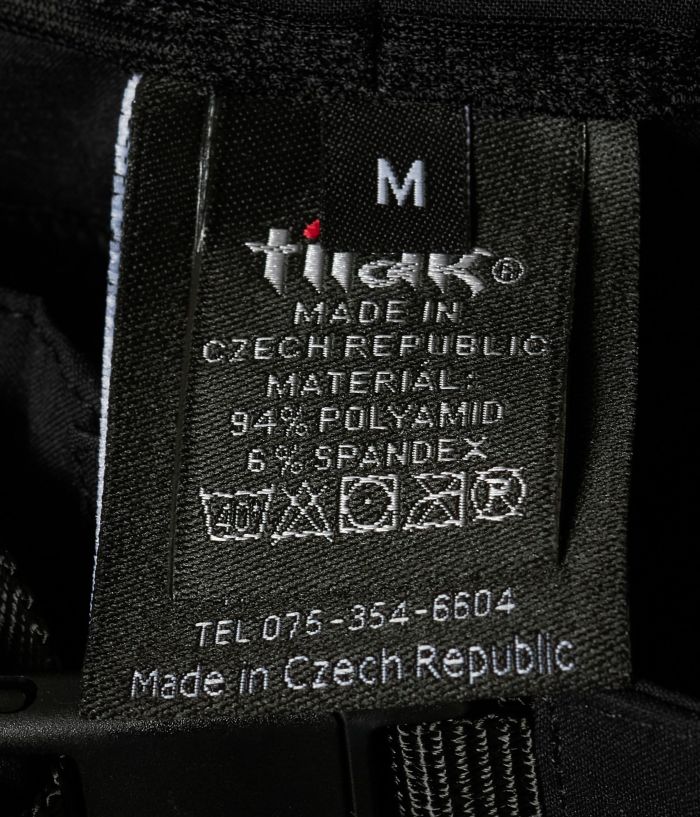 M
tilak®
MADE IN
CZECH REPUBLIC
MATERIAL:
94% POLYAMID
6% SPANDEX
40
TEL 075-354-6604
Made in Czech Republic